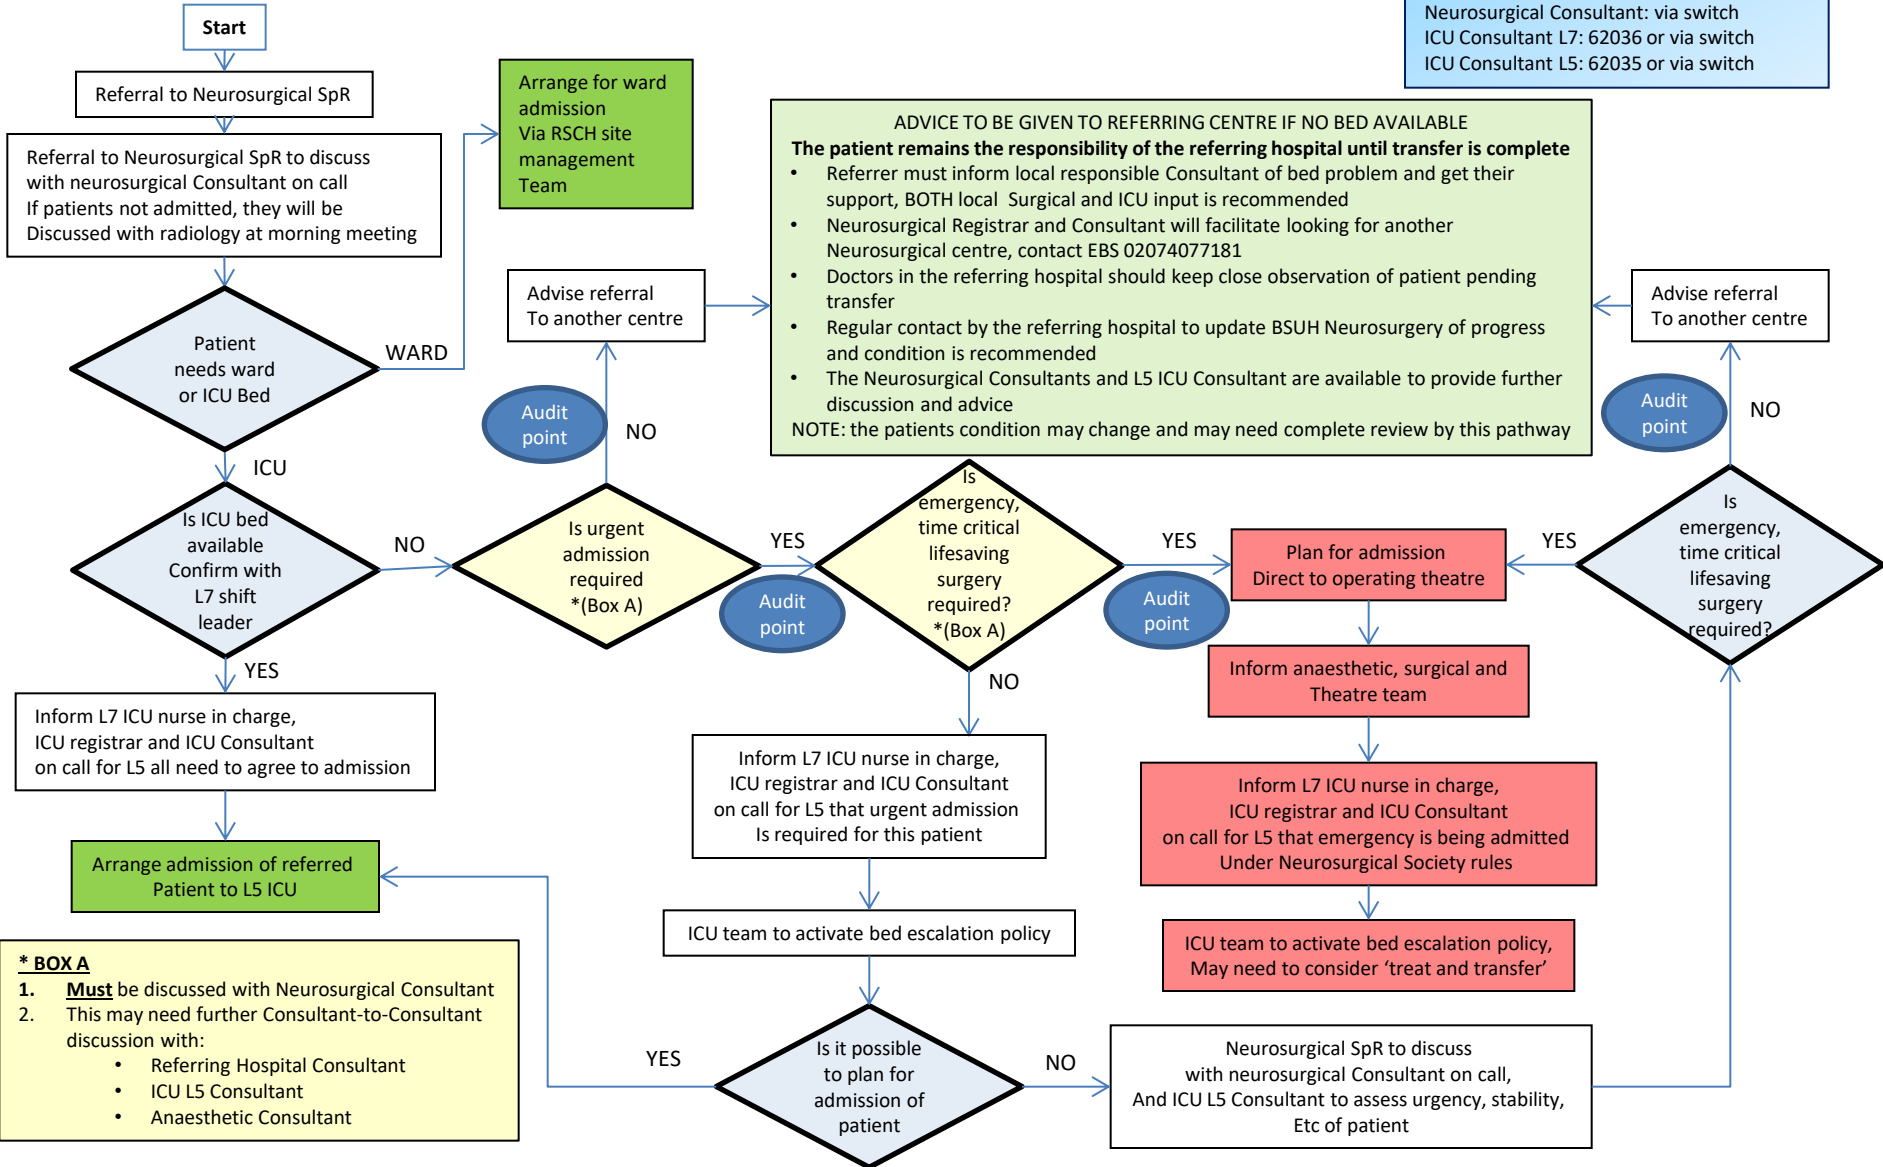 Start
Neurosurgical Consultant: via switch
ICU Consultant L7: 62036 or via switch
ICU Consultant L5: 62035 or via switch
Referral to Neurosurgical SpR
Referral to Neurosurgical SpR to discuss
with neurosurgical Consultant on call
If patients not admitted, they will be
Discussed with radiology at morning meeting
Arrange for ward
admission
Via RSCH site
management
Team
ADVICE TO BE GIVEN TO REFERRING CENTRE IF NO BED AVAILABLE
The patient remains the responsibility of the referring hospital until transfer is complete
• Referrer must inform local responsible Consultant of bed problem and get their
support, BOTH local Surgical and ICU input is recommended
• Neurosurgical Registrar and Consultant will facilitate looking for another
Neurosurgical centre, contact EBS 02074077181
• Doctors in the referring hospital should keep close observation of patient pending
transfer
• Regular contact by the referring hospital to update BSUH Neurosurgery of progress
and condition is recommended
• The Neurosurgical Consultants and L5 ICU Consultant are available to provide further
discussion and advice
NOTE: the patients condition may change and may need complete review by this pathway
Patient
needs ward
or ICU Bed
WARD
ICU
Advise referral
To another centre
Audit
point
NO
Advise referral
To another centre
Audit
point
NO
Is ICU bed
available
Confirm with
L7 shift
leader
NO
YES
Is urgent
admission
required
*(Box A)
YES
Audit
point
Is
emergency,
time critical
lifesaving
surgery
required?
*(Box A)
YES
Audit
point
NO
Plan for admission
Direct to operating theatre
YES
Is
emergency,
time critical
lifesaving
surgery
required?
Inform anaesthetic, surgical and
Theatre team
Inform L7 ICU nurse in charge,
ICU registrar and ICU Consultant
on call for L5 all need to agree to admission
Inform L7 ICU nurse in charge,
ICU registrar and ICU Consultant
on call for L5 that urgent admission
Is required for this patient
Inform L7 ICU nurse in charge,
ICU registrar and ICU Consultant
on call for L5 that emergency is being admitted
Under Neurosurgical Society rules
Arrange admission of referred
Patient to L5 ICU
ICU team to activate bed escalation policy
ICU team to activate bed escalation policy,
May need to consider ‘treat and transfer’
* BOX A
1. Must be discussed with Neurosurgical Consultant
2. This may need further Consultant-to-Consultant
discussion with:
• Referring Hospital Consultant
• ICU L5 Consultant
• Anaesthetic Consultant
YES
Is it possible
to plan for
admission of
patient
NO
Neurosurgical SpR to discuss
with neurosurgical Consultant on call,
And ICU L5 Consultant to assess urgency, stability,
Etc of patient